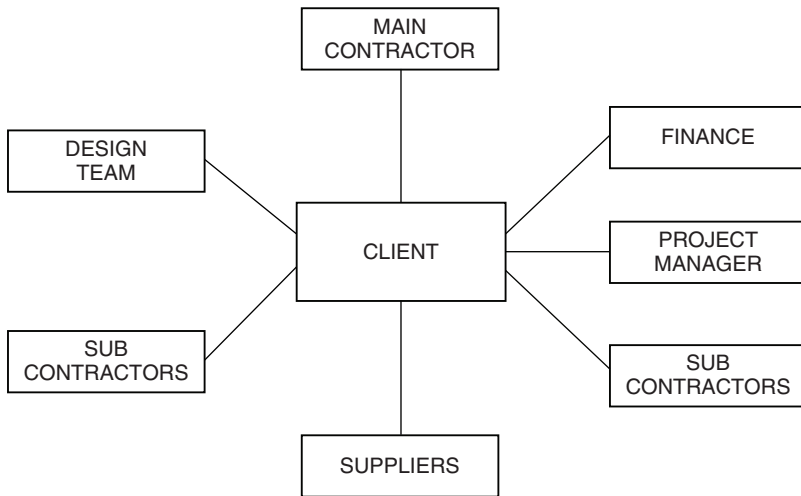 MAIN
CONTRACTOR
DESIGN
TEAM
FINANCE
CLIENT
PROJECT
MANAGER
SUB
CONTRACTORS
SUB
CONTRACTORS
SUPPLIERS